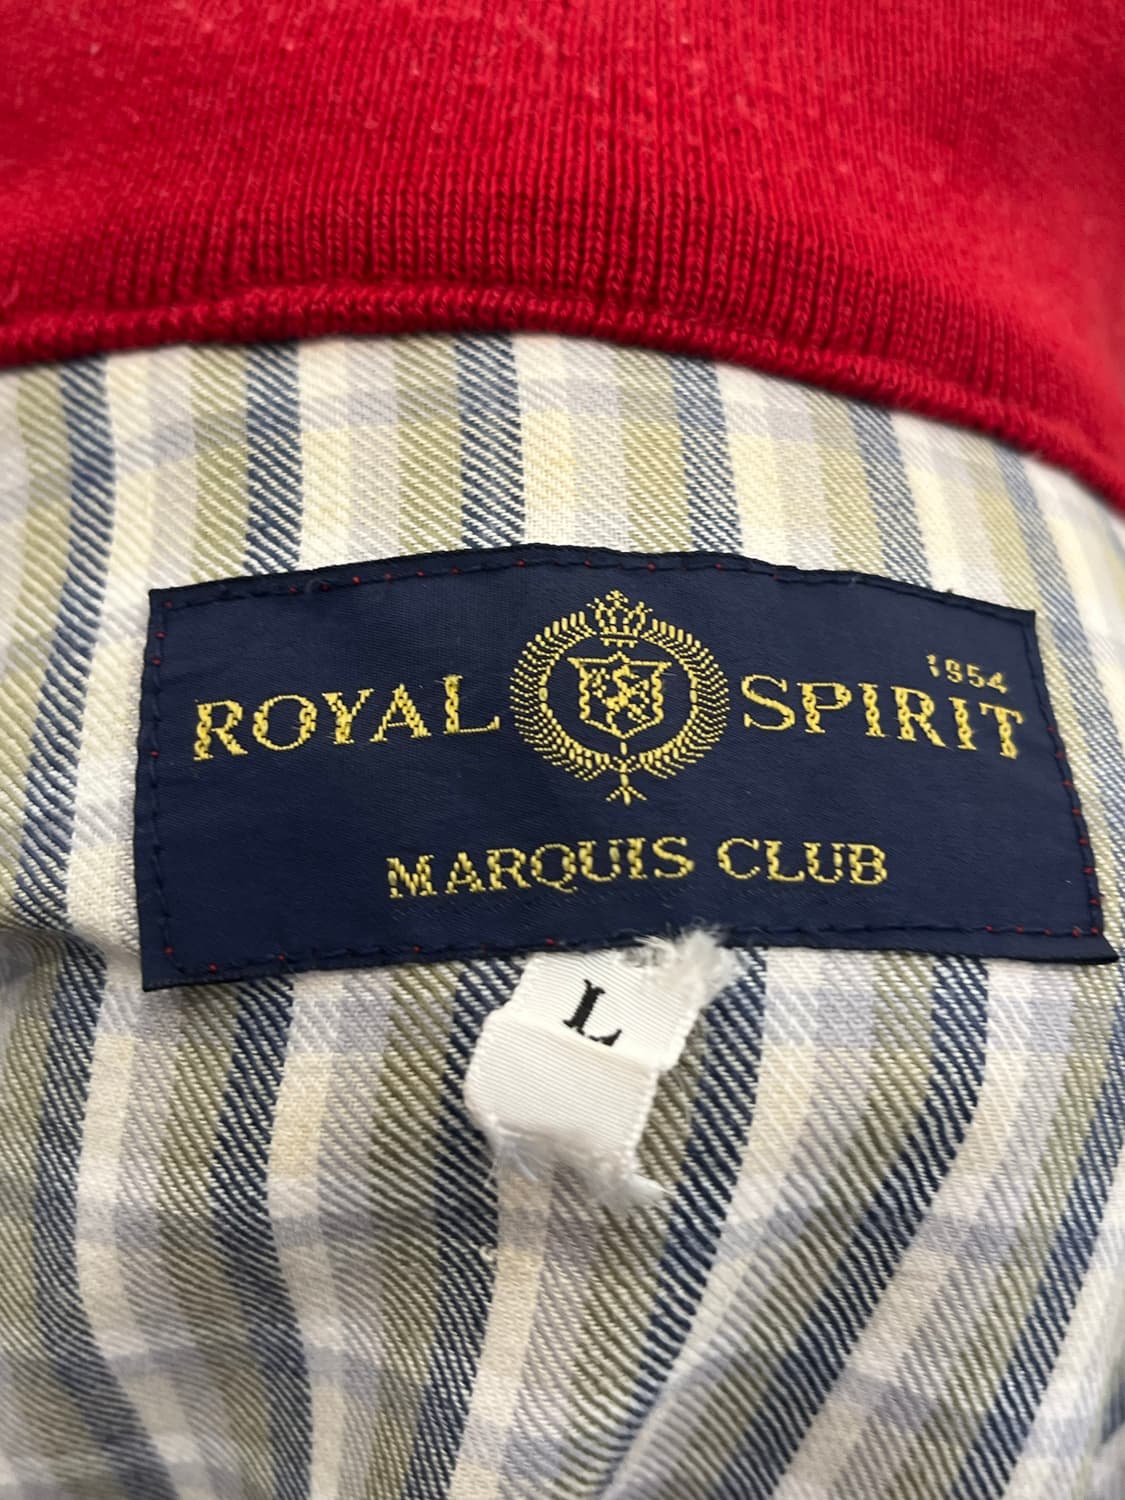 1954
ROYAL SPIRIT
MARQUIS CLUB
L